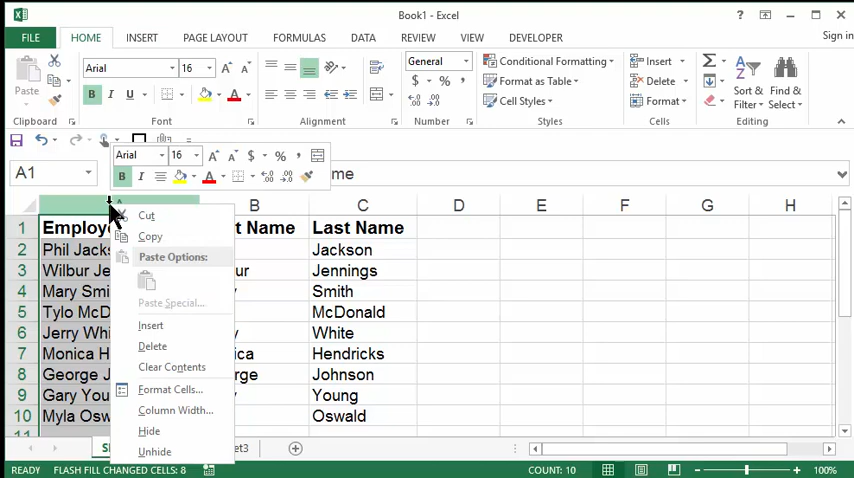 Book1 - Excel
?
FILE HOME INSERT PAGE LAYOUT FORMULAS DATA REVIEW VIEW DEVELOPER Sign in
Paste
Arial 16
B I U A
General
$ % ,
Conditional Formatting
Format as Table
Cell Styles
Insert
Delete
Format
Sort &
Filter
Find &
Select
Clipboard Font Alignment Number Styles Cells Editing
Arial 16 A A $ % ,
B I A
A1
me
A B C D E F G H
1 Employ t Name Last Name
2 Phil Jacks Jackson
3 Wilbur Je ur Jennings
4 Mary Smi y Smith
5 Tylo McD McDonald
6 Jerry Whi y White
7 Monica H ica Hendricks
8 George J rge Johnson
9 Gary You Young
10 Myla Osw Oswald
11
Cut
Copy
Paste Options:
Paste Special...
Insert
Delete
Clear Contents
Format Cells...
Column Width...
Hide
Unhide
et3
READY FLASH FILL CHANGED CELLS: 8 COUNT: 10 100%